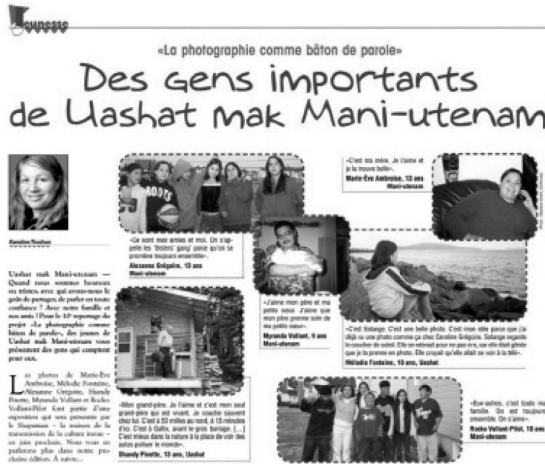 Jeunesse
«La photographie comme bâton de parole»
Des gens importants
de Uashat mak Mani-utenam
«C'est ma mère. Je l'aime et
je la trouve belle».
Marie-Ève Ambroise, 13 ans
Mani-utenam
«Ce sont mes amies et moi. On s'ap-
pelle les 'Sisters' gang' parce qu'on se
promène toujours ensemble».
Alexanne Grégoire, 13 ans
Mani-utenam
Uashat mak Mani-utenam —
Quand nous sommes heureux
ou tristes, avec qui avons-nous le
goût de partager, de parler en toute
confiance ? Avec notre famille et
nos amis ! Pour le 10e reportage du
projet «La photographie comme
bâton de parole», des jeunes de
Uashat mak Mani-utenam vous
présentent des gens qui comptent
pour eux.
Les photos de Marie-Ève
Ambroise, Mélodie Fontaine,
Alexanne Grégoire, Shandy
Pinette, Myranda Vollant et Rocko
Vollant-Pilot font partie d'une
exposition qui sera présentée par
le Shaputuan - la maison de la
transmission de la culture innue -
en juin prochain. Nous vous en
parlerons plus dans notre pro-
chaine édition. À suivre...
«J'aime mon père et ma
petite sœur. J'aime que
mon père prenne soin de
ma petite sœur».
Myranda Vollant, 9 ans
Mani-utenam
«C'est Solange. C'est une belle photo. C'est mon idée parce que j'ai
déjà vu une photo comme ça chez Caroline Grégoire. Solange regarde
le coucher de soleil. Elle se retenait pour ne pas rire, car elle était gênée
que je la prenne en photo. Elle croyait qu'elle allait se voir à la télé».
Mélodie Fontaine, 10 ans, Uashat
«Mon grand-père. Je l'aime et c'est mon seul
grand-père qui est vivant. Je couche souvent
chez lui. C'est à 50 milles au nord, à 15 minutes
d'ici. C'est à Gallix, avant le gros barrage. [...]
C'est mieux dans la nature à la place de voir des
autos polluer le monde».
Shandy Pinette, 13 ans, Uashat
«Eux-autres, c'est toute ma
famille. On est toujours
ensemble. On s'aime».
Rocko Vollant-Pilot, 18 ans
Mani-utenam